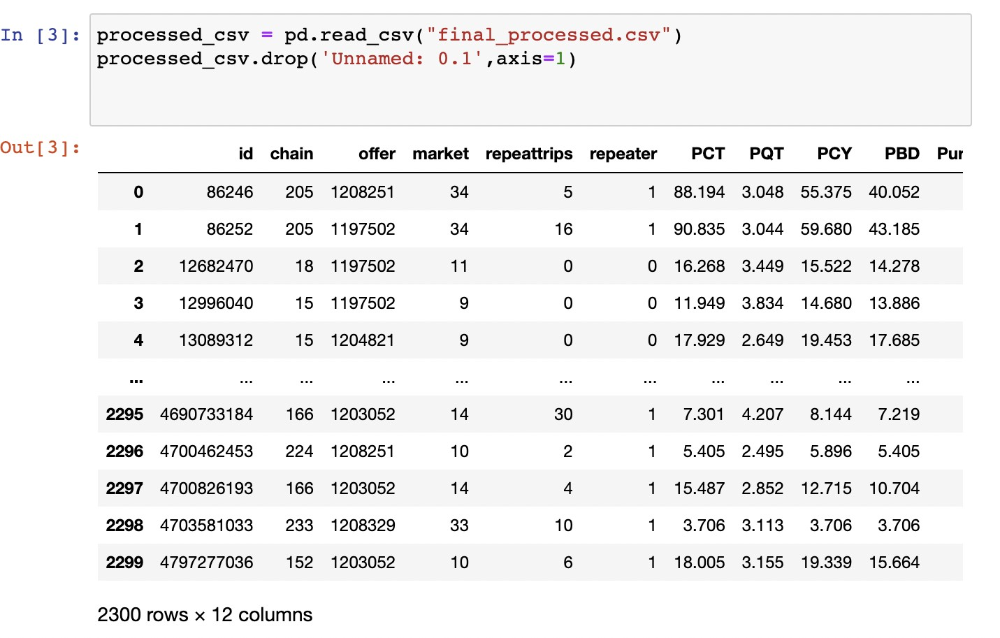 In [3]: processed_csv = pd.read_csv("final_processed.csv")
processed_csv.drop('Unnamed: 0.1',axis=1)
Out[3]:
id chain offer market repeattrips repeater PCT PQT PCY PBD Pur
0 86246 205 1208251 34 5 1 88.194 3.048 55.375 40.052
1 86252 205 1197502 34 16 1 90.835 3.044 59.680 43.185
2 12682470 18 1197502 11 0 0 16.268 3.449 15.522 14.278
3 12996040 15 1197502 9 0 0 11.949 3.834 14.680 13.886
4 13089312 15 1204821 9 0 0 17.929 2.649 19.453 17.685
... ... ... ... ... ... ... ... ... ... ...
2295 4690733184 166 1203052 14 30 1 7.301 4.207 8.144 7.219
2296 4700462453 224 1208251 10 2 1 5.405 2.495 5.896 5.405
2297 4700826193 166 1203052 14 4 1 15.487 2.852 12.715 10.704
2298 4703581033 233 1208329 33 10 1 3.706 3.113 3.706 3.706
2299 4797277036 152 1203052 10 6 1 18.005 3.155 19.339 15.664
2300 rows × 12 columns